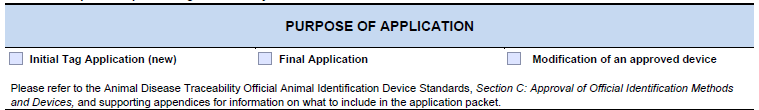 PURPOSE OF APPLICATION
Initial Tag Application (new) Final Application Modification of an approved device
Please refer to the Animal Disease Traceability Official Animal Identification Device Standards, Section C: Approval of Official Identification Methods
and Devices, and supporting appendices for information on what to include in the application packet.